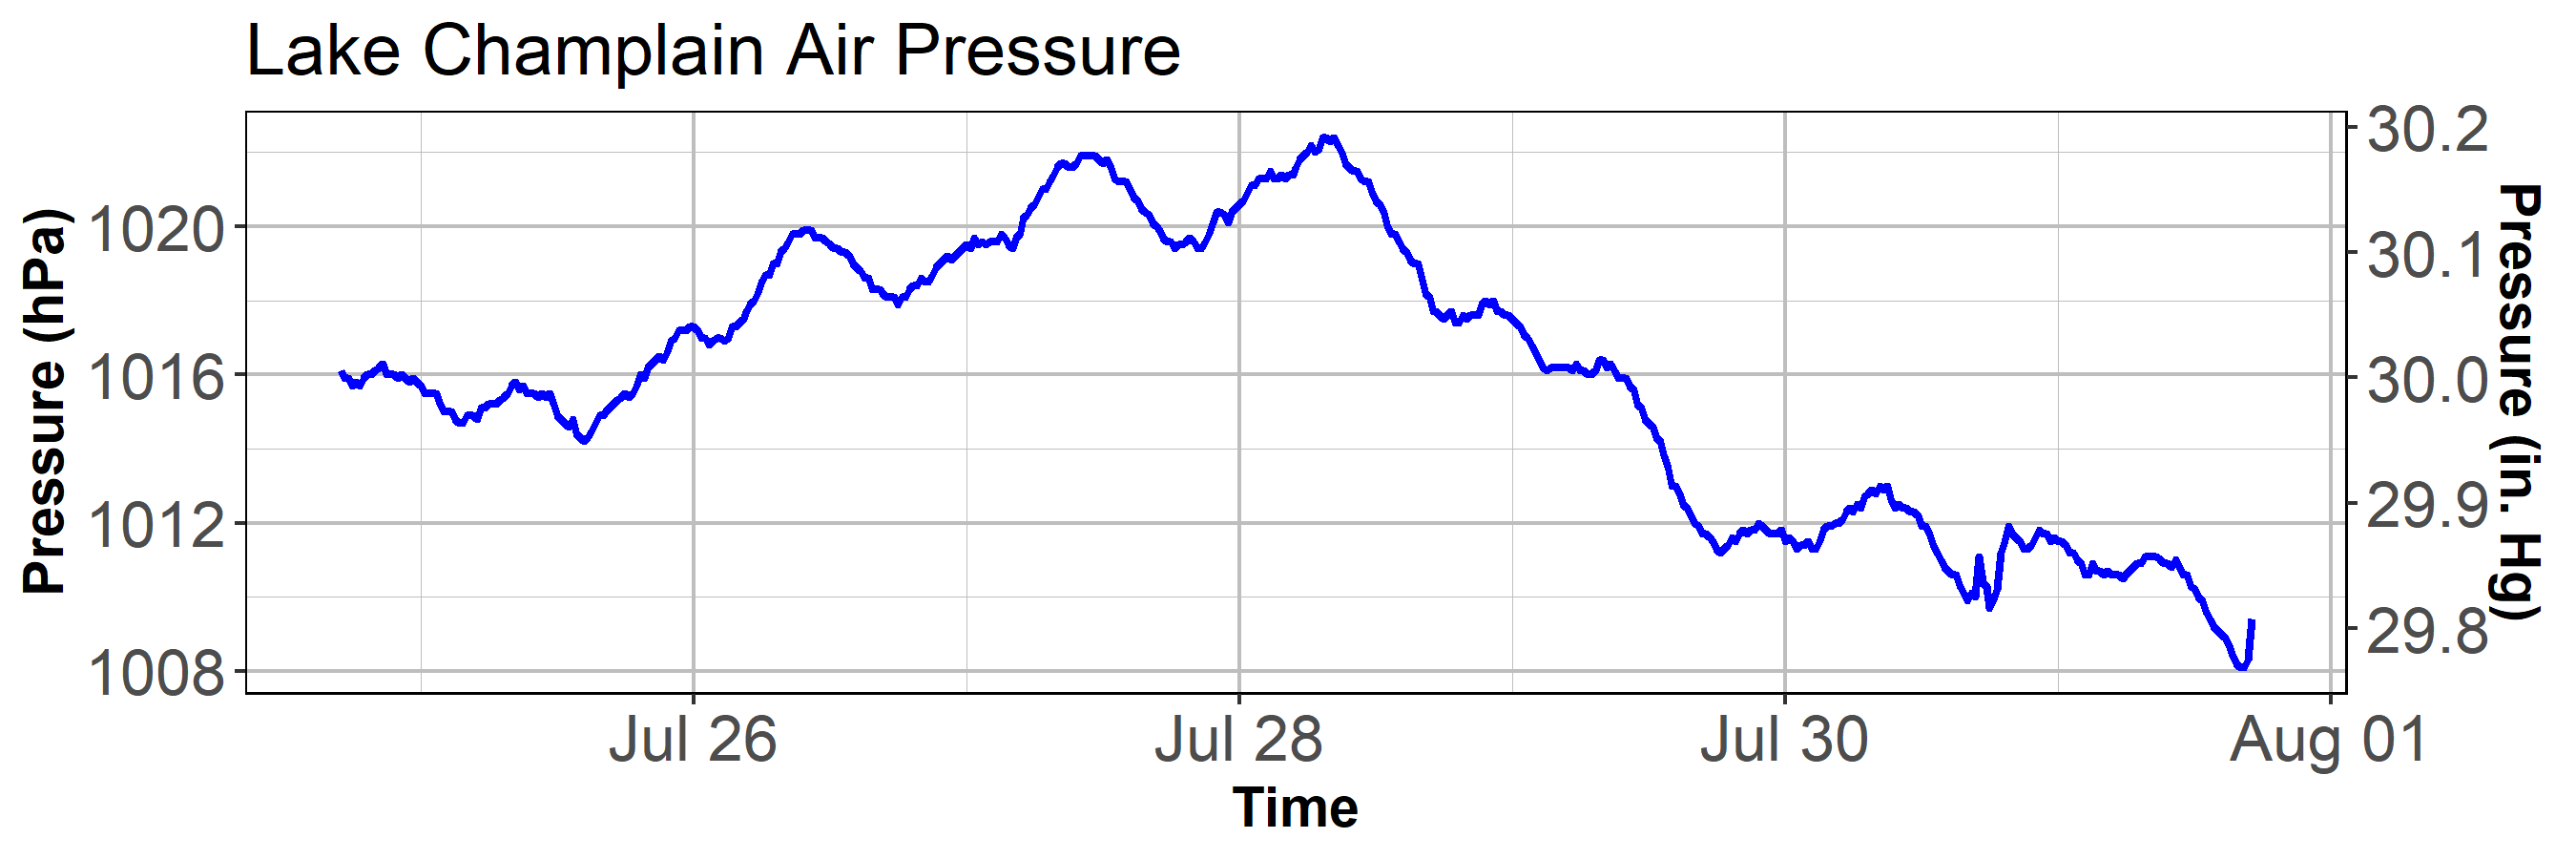 Lake Champlain Air Pressure
Pressure (hPa)
1020
1016
1012
1008
30.2
30.1
30.0
29.9
29.8
Pressure (in. Hg)
Jul 26
Jul 28
Jul 30
Aug 01
Time